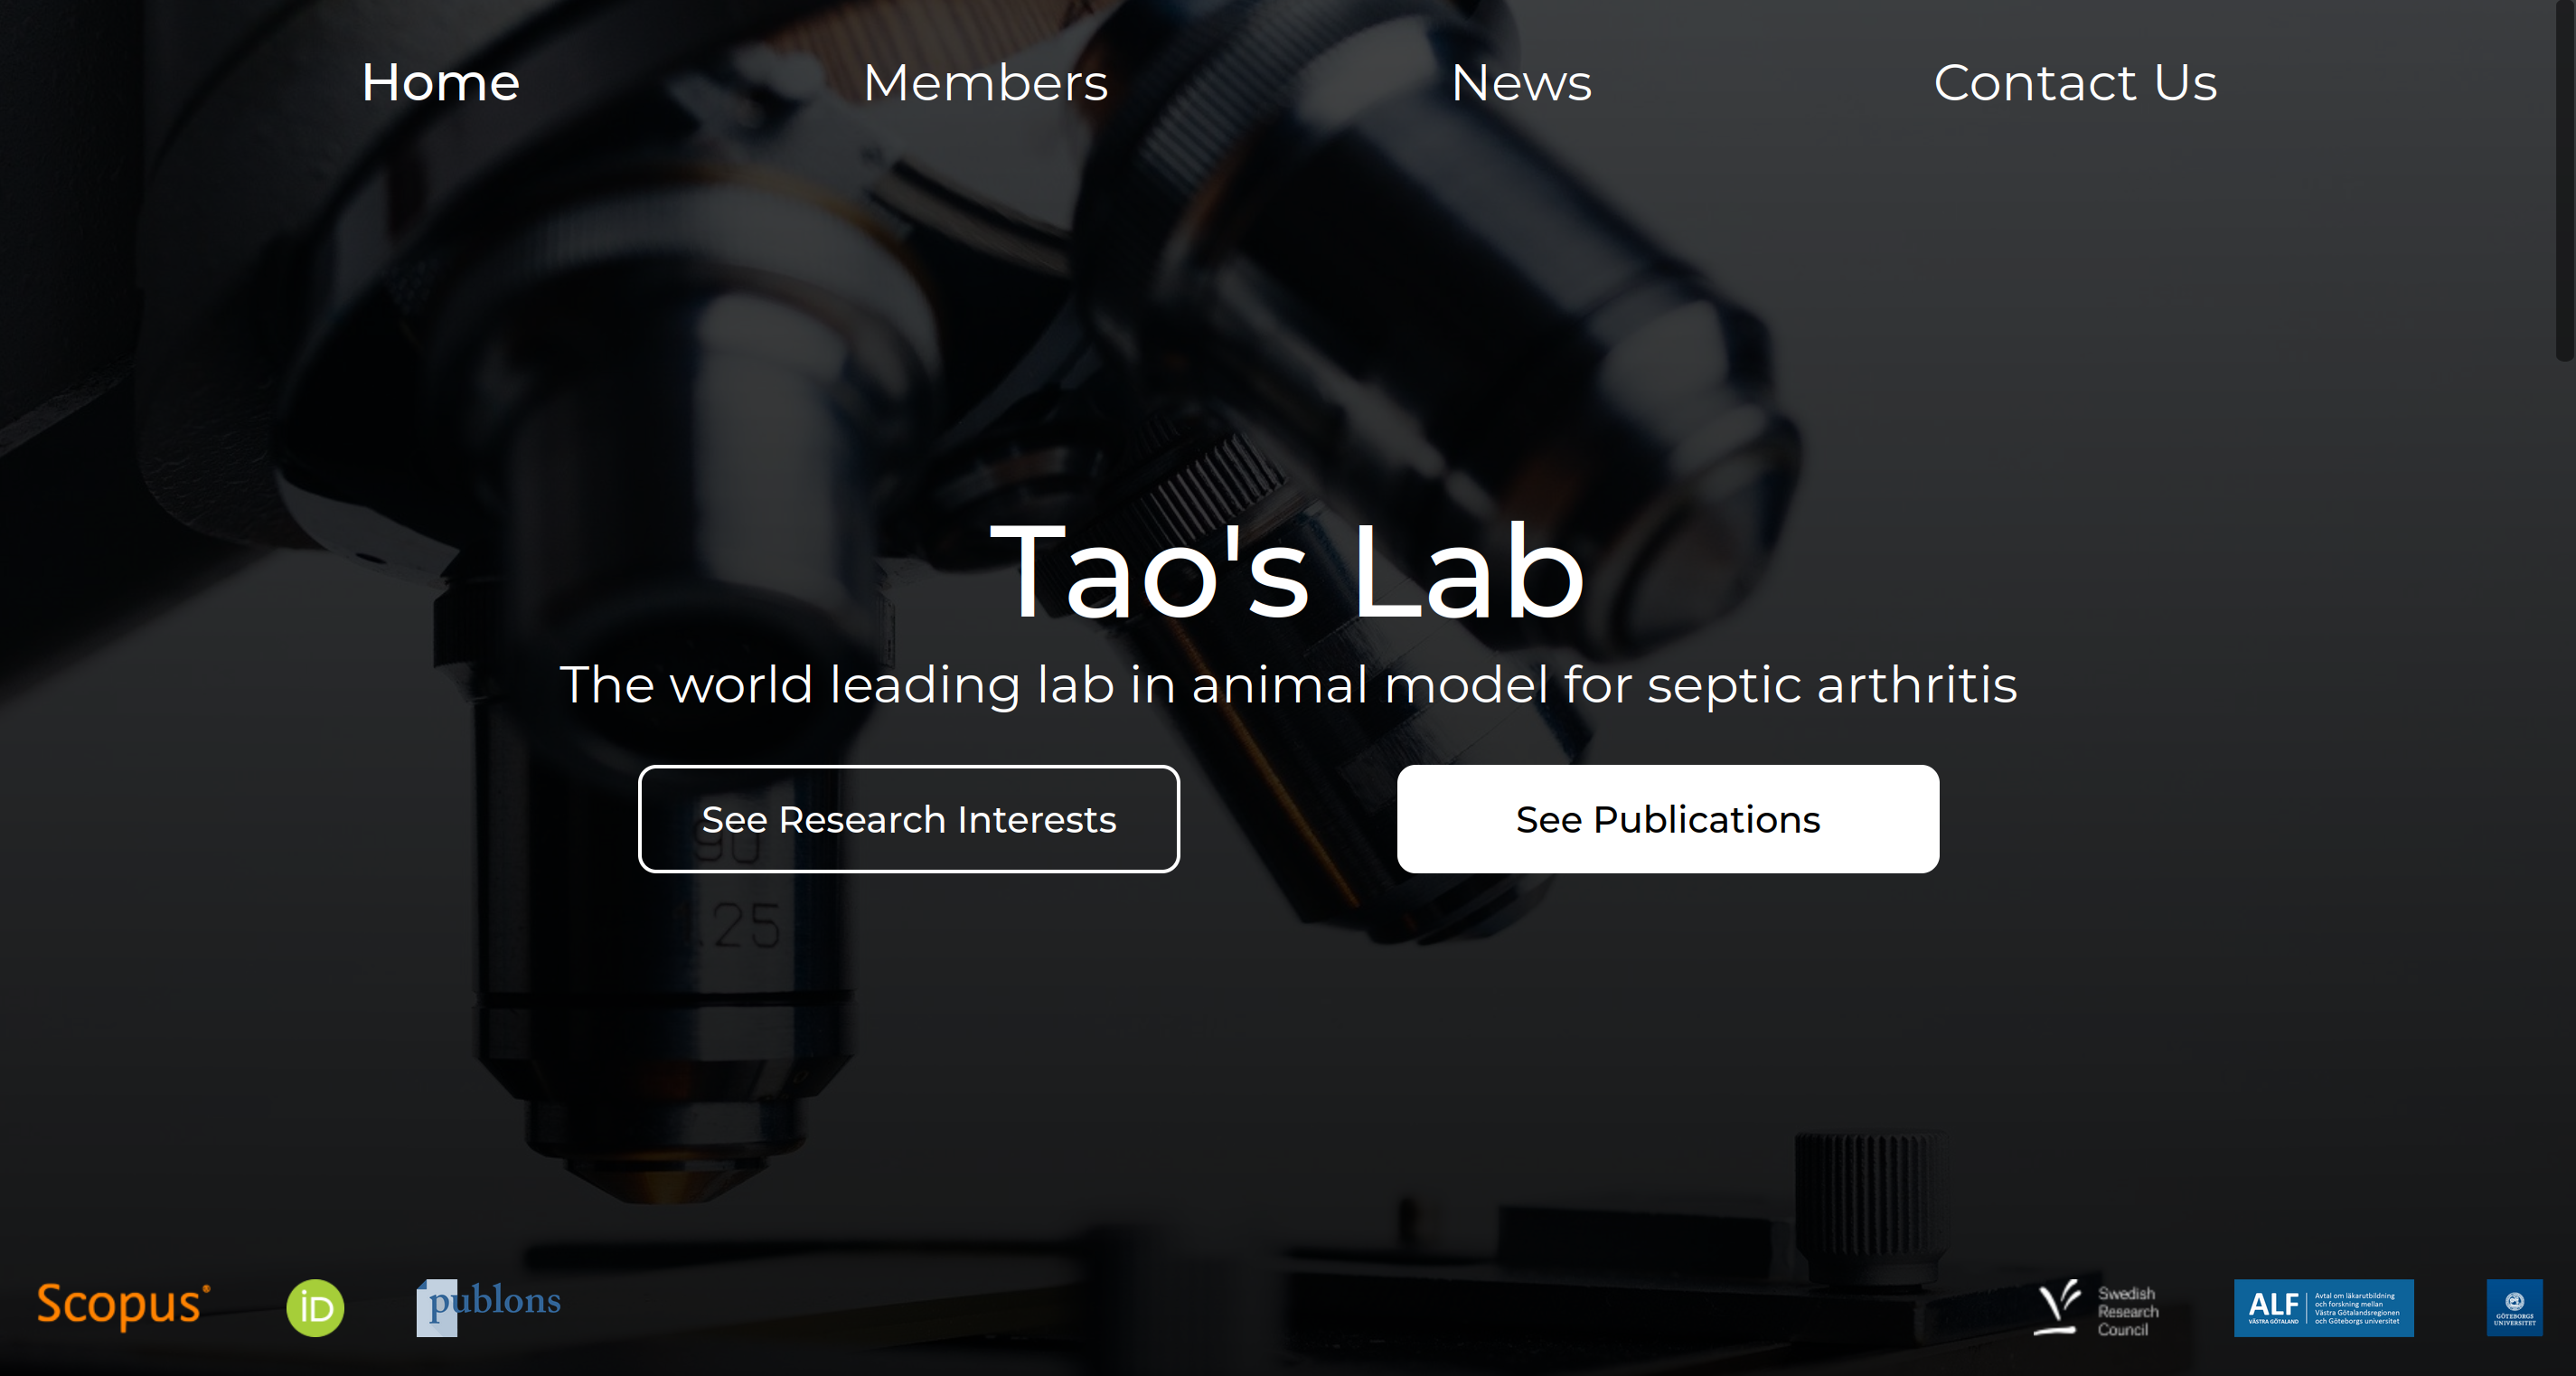 Home
Members
News
Contact Us
Tao's Lab
The world leading lab in animal model for septic arthritis
See Research Interests
See Publications
90
.25
Scopus®
iD
publons
Swedish
Research
Council
ALF
VÄSTRA GÖTALAND
Avtal om läkarutbildning
och forskning mellan
Västra Götalandsregionen
och Göteborgs universitet
GÖTEBORGS
UNIVERSITET